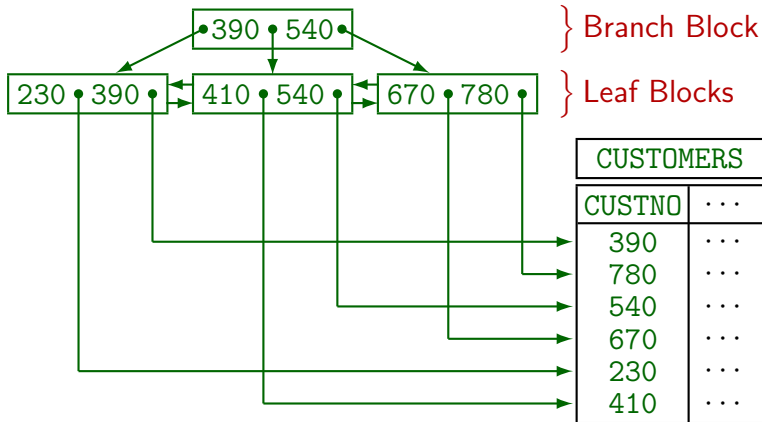 390 540 Branch Block
230 390 410 540 670 780 Leaf Blocks
CUSTOMERS
CUSTNO ...
390 ...
780 ...
540 ...
670 ...
230 ...
410 ...